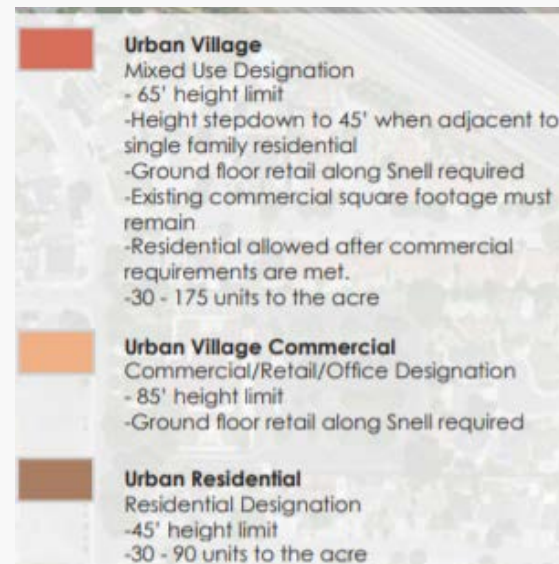 Urban Village
Mixed Use Designation
- 65' height limit
-Height stepdown to 45' when adjacent to
single family residential
-Ground floor retail along Snell required
-Existing commercial square footage must
remain
-Residential allowed after commercial
requirements are met.
-30 - 175 units to the acre
Urban Village Commercial
Commercial/Retail/Office Designation
- 85' height limit
-Ground floor retail along Snell required
Urban Residential
Residential Designation
-45' height limit
-30 - 90 units to the acre